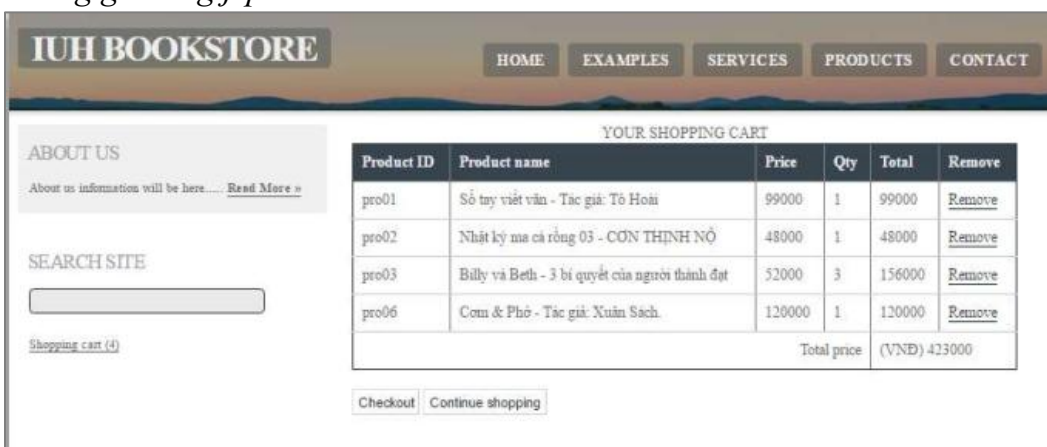 IUH BOOKSTORE
HOME EXAMPLES SERVICES PRODUCTS CONTACT
ABOUT US
About us information will be here...... Read More »
SEARCH SITE
Shopping cart (4)
YOUR SHOPPING CART
Product ID Product name Price Qty Total Remove
pro01 Sổ tay viết văn - Tác giả: Tô Hoài 99000 1 99000 Remove
pro02 Nhật ký ma cà rồng 03 - CƠN THỊNH NỘ 48000 1 48000 Remove
pro03 Billy và Beth - 3 bí quyết của người thành đạt 52000 3 156000 Remove
pro06 Cơm & Phở - Tác giả: Xuân Sách. 120000 1 120000 Remove
Total price (VNĐ) 423000
Checkout Continue shopping